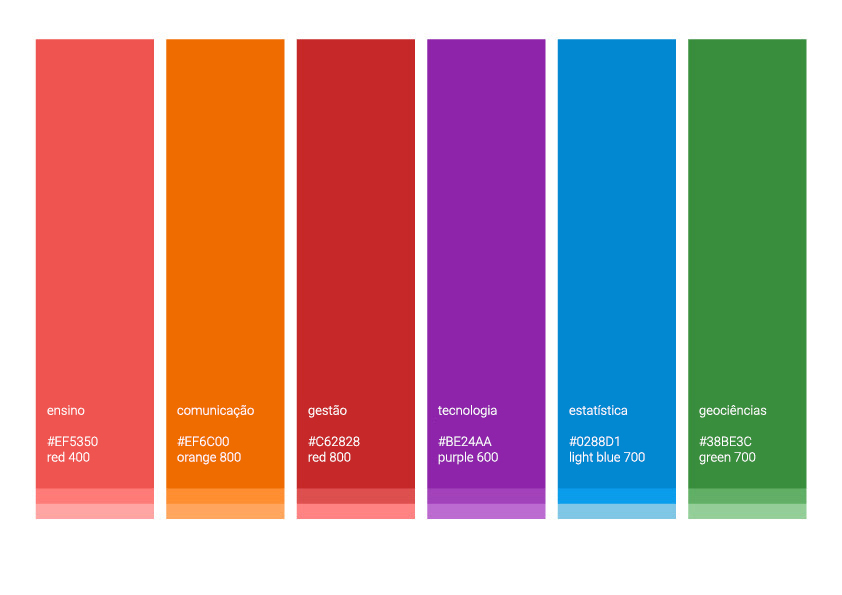 ensino
#EF5350
red 400
comunicação
#EF6C00
orange 800
gestão
#C62828
red 800
tecnologia
#BE24AA
purple 600
estatística
#0288D1
light blue 700
geociências
#38BE3C
green 700